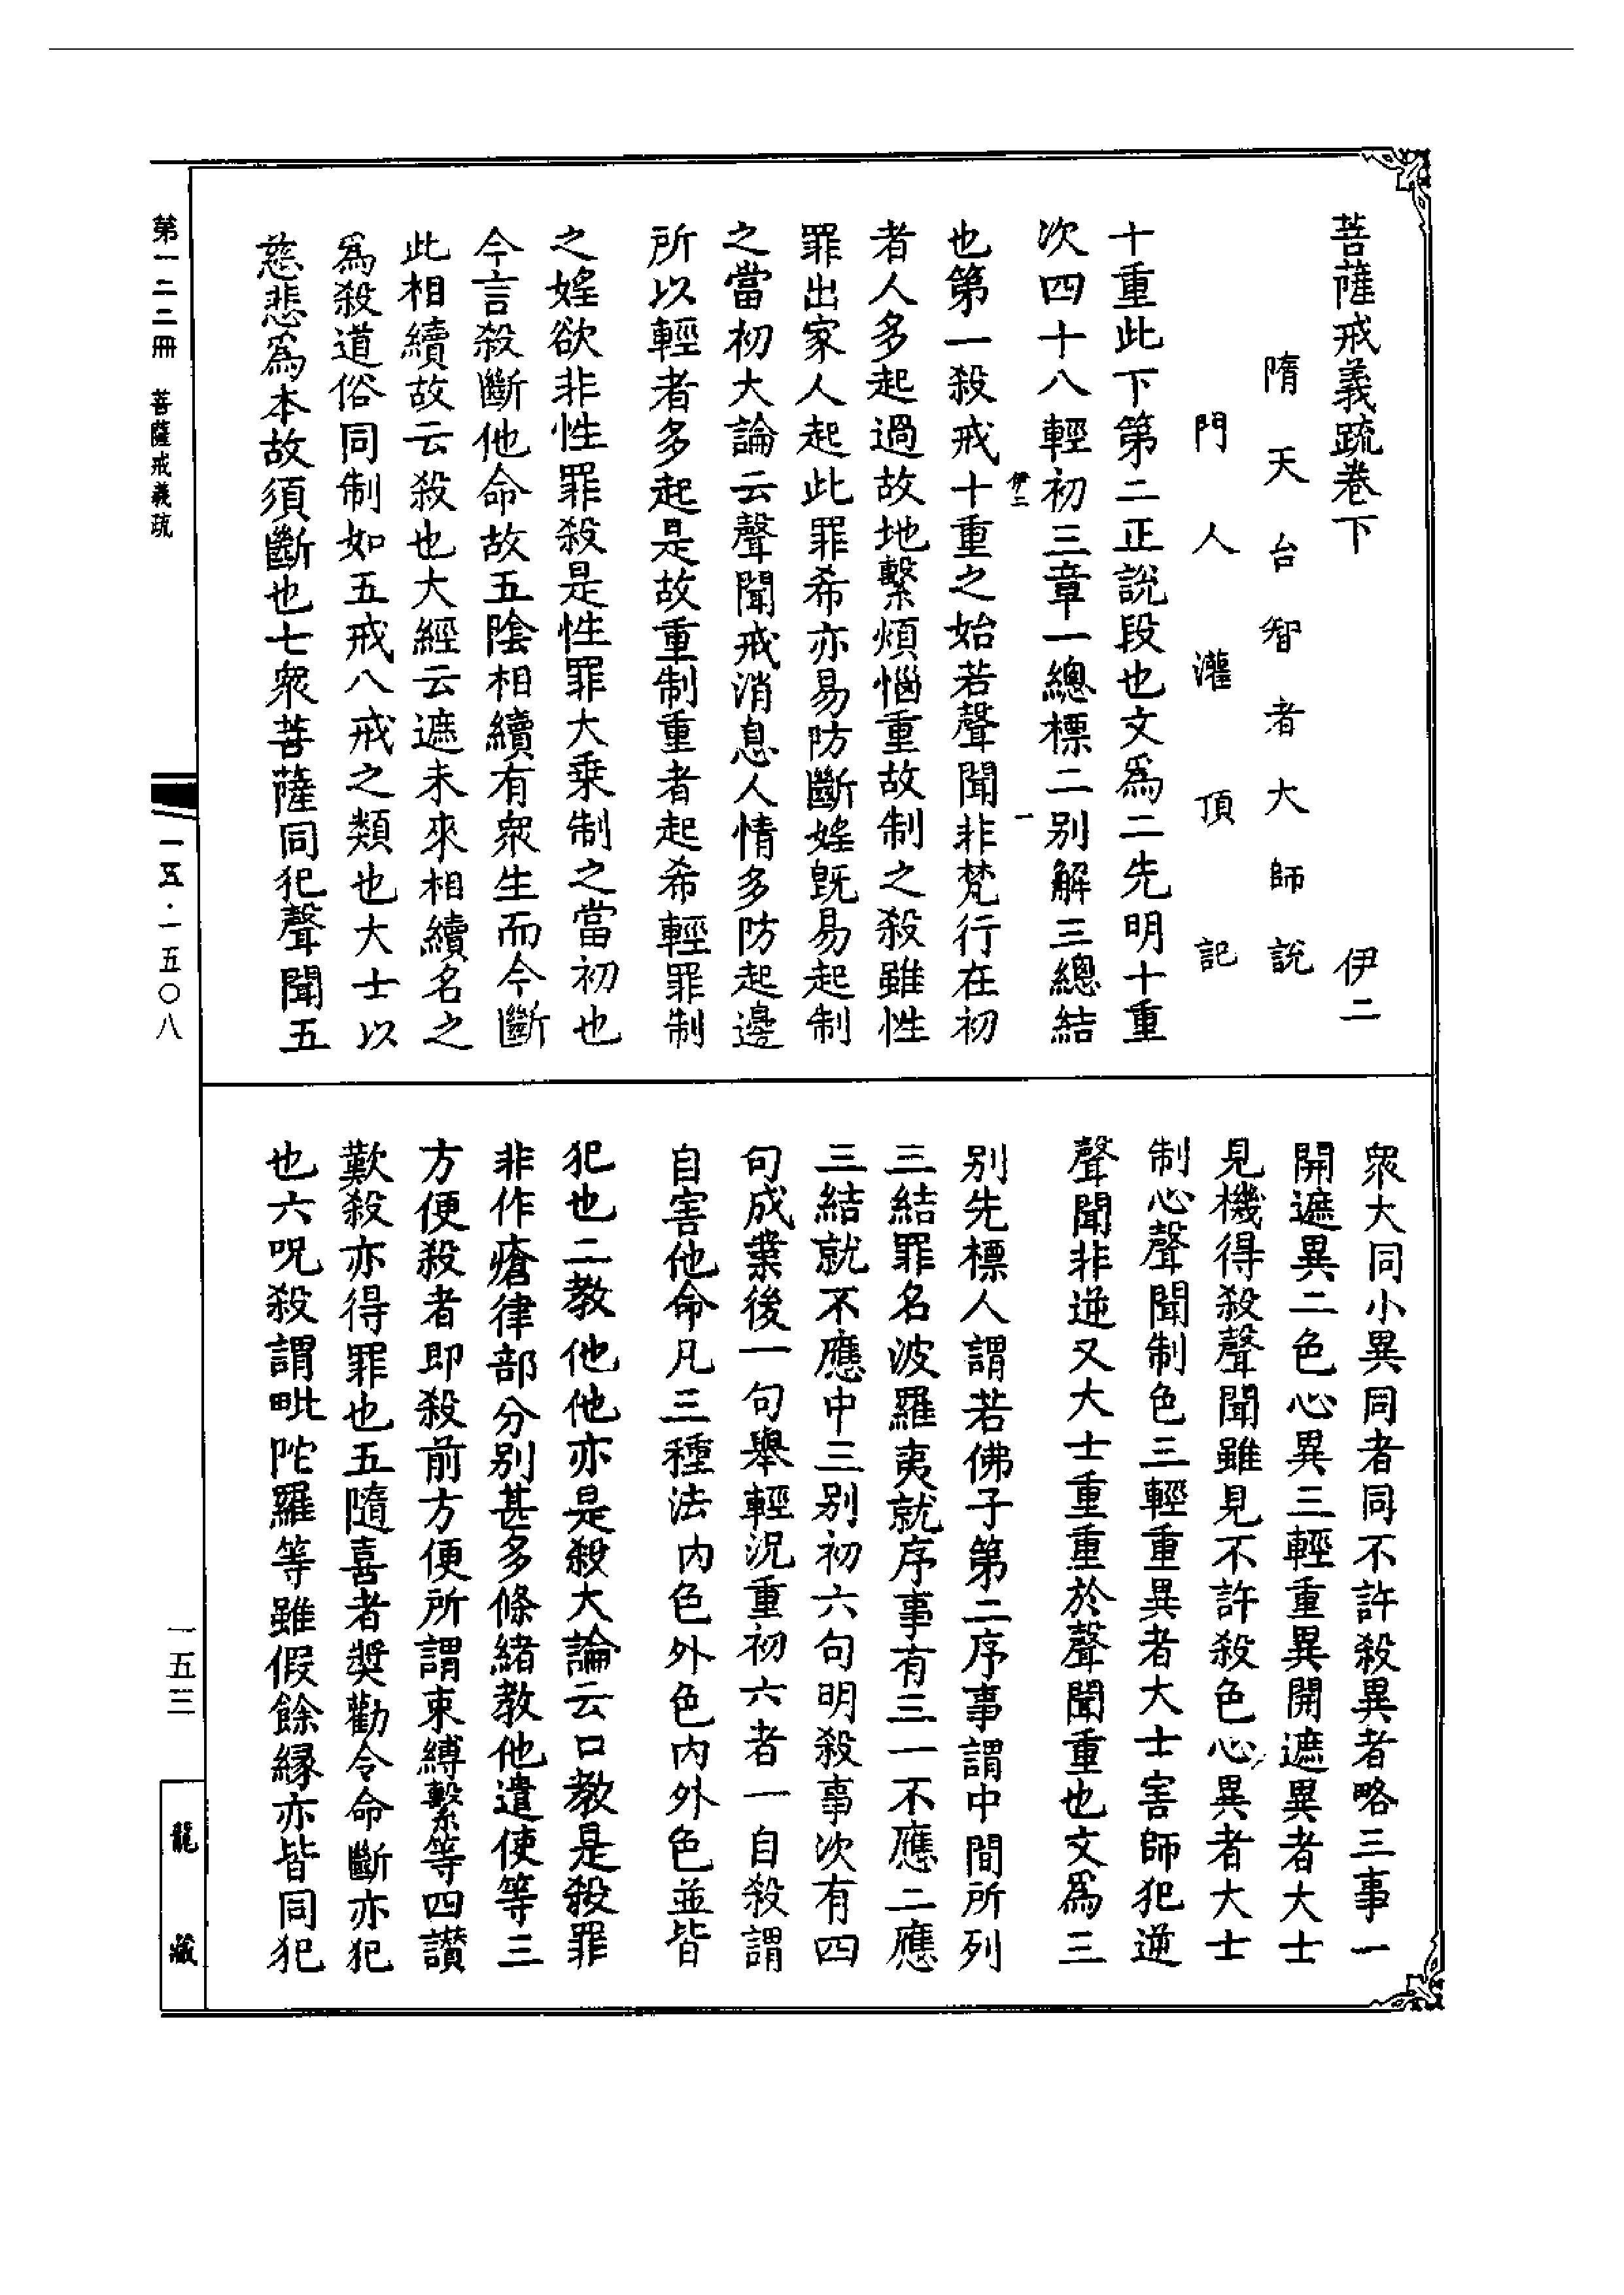 菩薩戒義疏卷下　伊二
隋天台智者大師說
門人灌頂記
十重此下第二正說段也文爲二先明十重
次四十八輕初三章一總標二別解三總結
伊二　一
也第一殺戒十重之始若聲聞非梵行在初
者人多起過故地繫煩惱重故制之殺雖性
罪出家人起此罪希亦易防斷婬旣易起制
之當初大論云聲聞戒消息人情多防起邊
所以輕者多起是故重制重者起希輕罪制
之婬欲非性罪殺是性罪大乗制之當初也
今言殺斷他命故五陰相續有衆生而今斷
此相續故云殺也大經云遮未來相續名之
爲殺道俗同制如五戒八戒之類也大士以
慈悲爲本故須斷也七衆菩薩同犯聲聞五
衆大同小異同者同不許殺異者略三事一
開遮異二色心異三輕重異開遮異者大士
見機得殺聲聞雖見不許殺色心異者大士
制心聲聞制色三輕重異者大士害師犯逆
聲聞非逆又大士重重於聲聞重也文爲三
別先標人謂若佛子第二序事謂中間所列
三結罪名波羅夷就序事有三一不應二應
三結就不應中三別初六句明殺事次有四
句成業後一句舉輕況重初六者一自殺謂
自害他命凡三種法内色外色内外色並皆
犯也二教他他亦是殺大論云口教是殺罪
非作瘡律部分別甚多條緒教他遣使等三
方便殺者即殺前方便所謂束縛繫等四讃
歎殺亦得罪也五隨喜者奬勸令命斷亦犯
也六呪殺謂毗陀羅等雖假餘緣亦皆同犯
第一二二冊　菩薩戒義疏
一五·一五〇八
一五三
龍藏